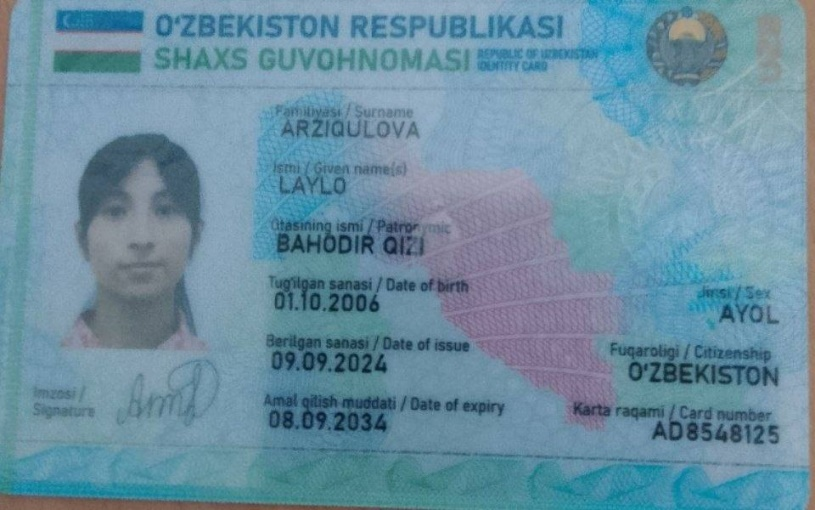 O'ZBEKISTON RESPUBLIKASI
SHAXS GUVOHNOMASI REPUBLIC OF UZBEKISTAN
IDENTITY CARD
Familiyasi / Surname
ARZIQULOVA
Ismi / Given name(s)
LAYLO
Otasining ismi / Patronymic
BAHODIR QIZI
Tug'ilgan sanasi / Date of birth
01.10.2006
Jinsi / Sex
AYOL
Berilgan sanasi / Date of issue
09.09.2024
Fuqaroligi / Citizenship
O'ZBEKISTON
Amal qilish muddati / Date of expiry
08.09.2034
Karta raqami / Card number
AD8548125
Imzosi /
Signature